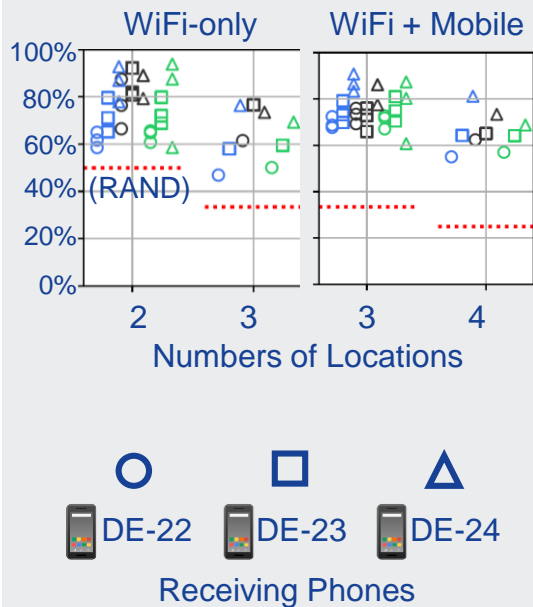 WiFi-only
WiFi + Mobile
100%
80%
60%
(RAND)
40%
20%
0%
2
3
3
4
Numbers of Locations
DE-22
DE-23
DE-24
Receiving Phones